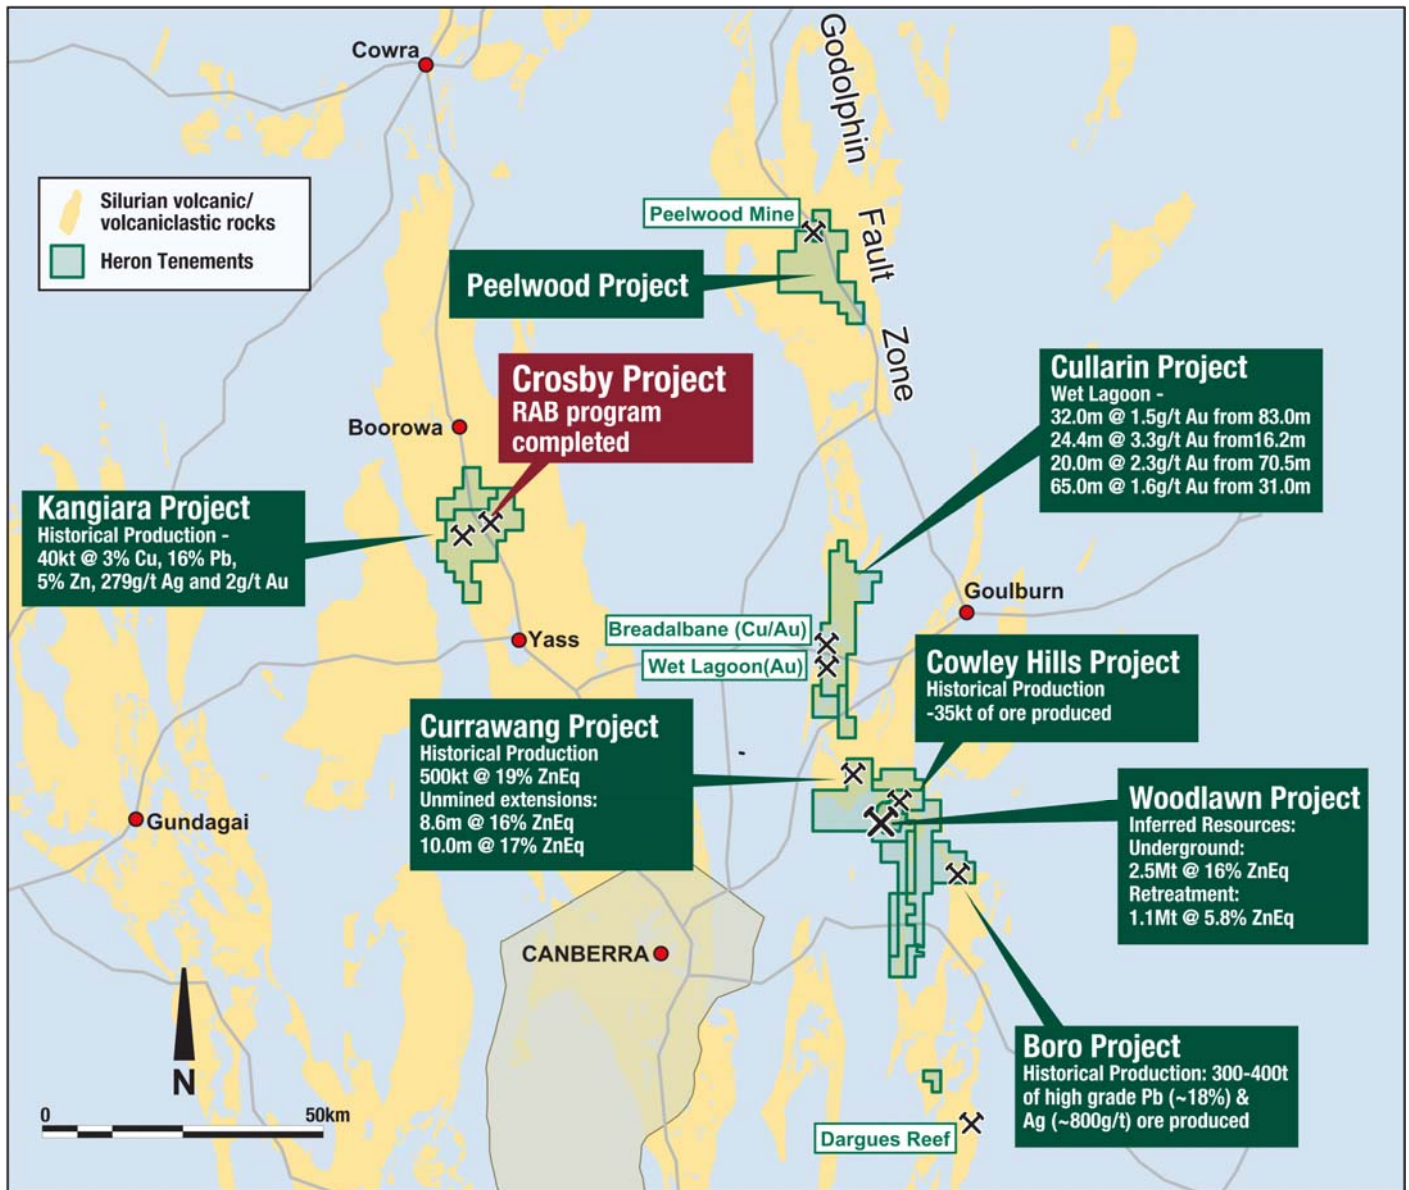 Cowra
Godolphin
Fault
Zone
Silurian volcanic/
volcaniclastic rocks
Heron Tenements
Peelwood Mine
Peelwood Project
Crosby Project
RAB program
completed
Cullarin Project
Wet Lagoon -
32.0m @ 1.5g/t Au from 83.0m
24.4m @ 3.3g/t Au from16.2m
20.0m @ 2.3g/t Au from 70.5m
65.0m @ 1.6g/t Au from 31.0m
Boorowa
Kangiara Project
Historical Production -
40kt @ 3% Cu, 16% Pb,
5% Zn, 279g/t Ag and 2g/t Au
Goulburn
Yass
Breadalbane (Cu/Au)
Wet Lagoon(Au)
Cowley Hills Project
Historical Production
-35kt of ore produced
Currawang Project
Historical Production
500kt @ 19% ZnEq
Unmined extensions:
8.6m @ 16% ZnEq
10.0m @ 17% ZnEq
Woodlawn Project
Inferred Resources:
Underground:
2.5Mt @ 16% ZnEq
Retreatment:
1.1Mt @ 5.8% ZnEq
Gundagai
CANBERRA
Boro Project
Historical Production: 300-400t
of high grade Pb (~18%) &
Ag (~800g/t) ore produced
N
0 50km
Dargues Reef